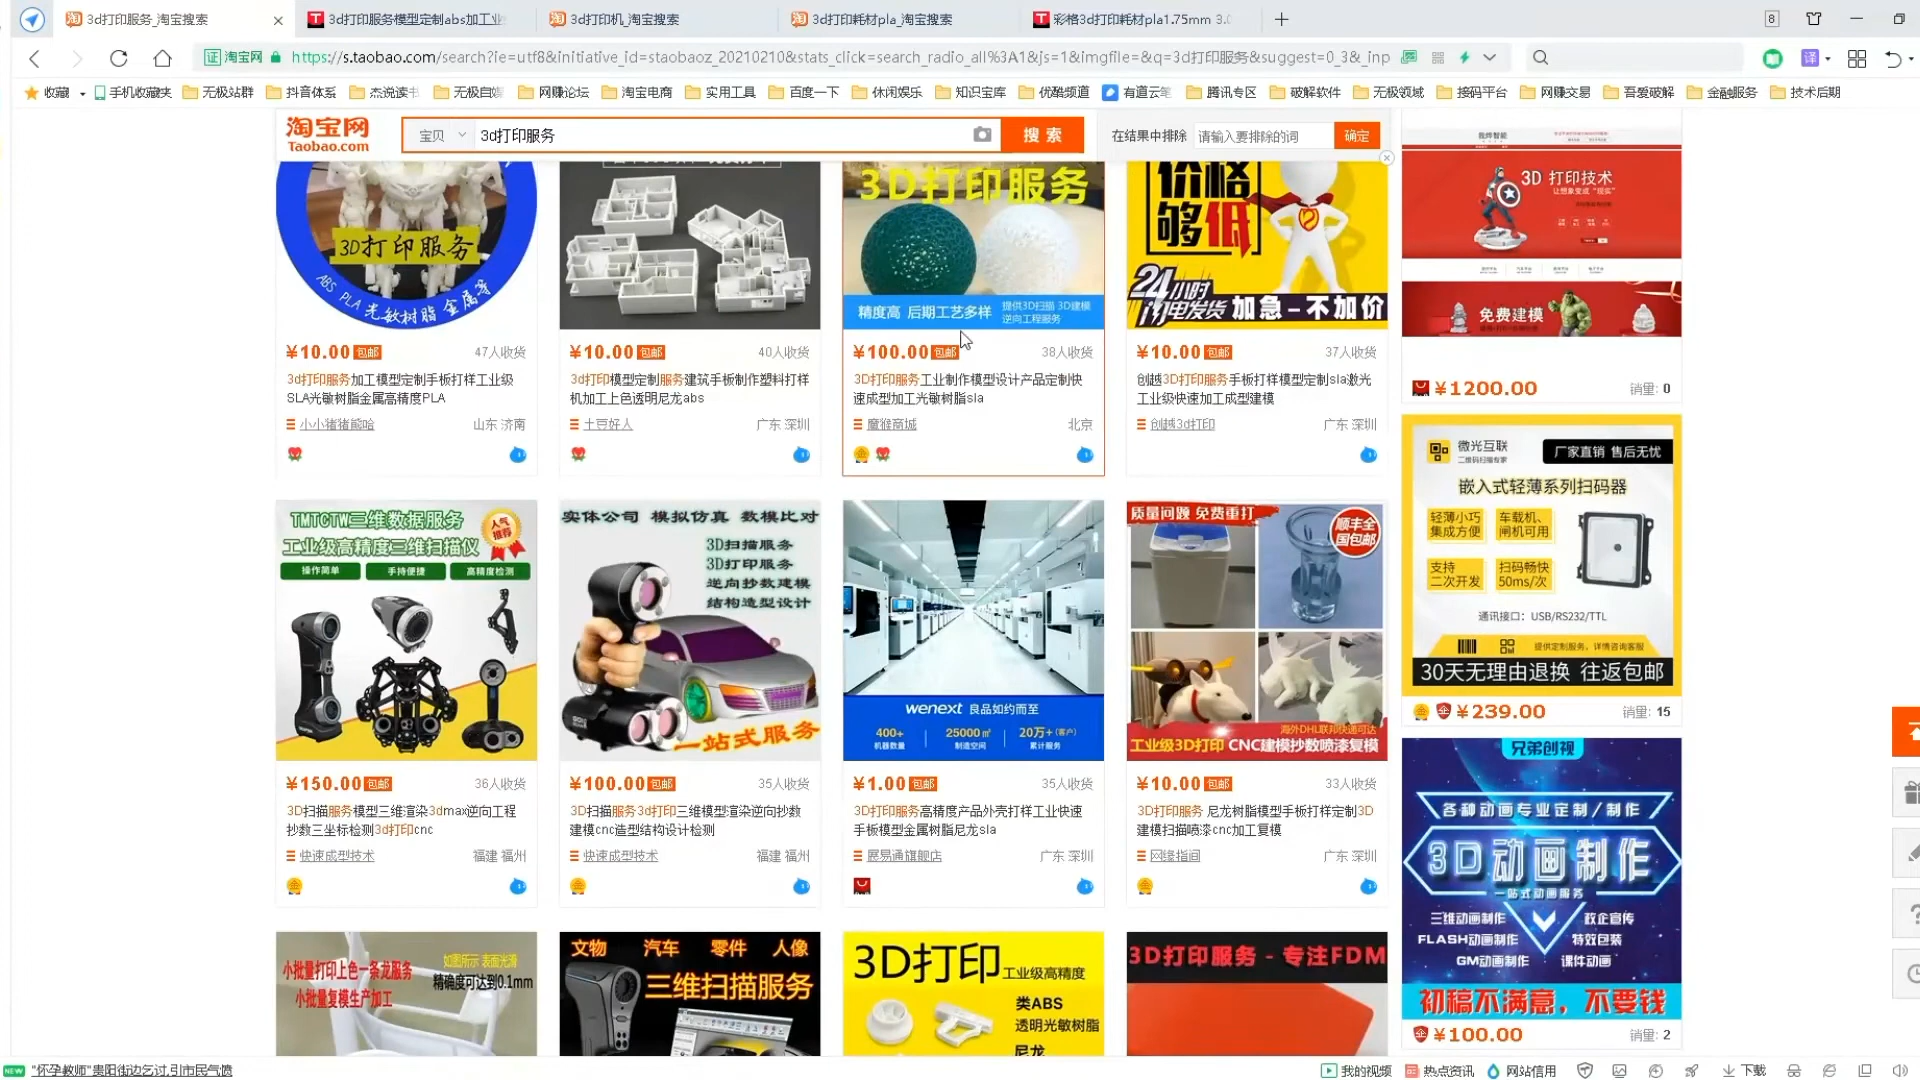 3d打印服务_淘宝搜索
3d打印服务模型定制abs加工业
3d打印机_淘宝搜索
3d打印耗材pla_淘宝搜索
彩格3d打印耗材pla1.75mm 3.0
8
证 淘宝网
https://s.taobao.com/search?ie=utf8&initiative_id=staobaoz_20210210&stats_click=search_radio_all%3A1&js=1&imgfile=&q=3d打印服务&suggest=0_3&_inp
译
收藏 手机收藏夹 无极站群 抖音体系 杰说读书 无极自媒 网赚论坛 淘宝电商 实用工具 百度一下 休闲娱乐 知识宝库 优酷频道 有道云笔 腾讯专区 破解软件 无极领域 接码平台 网赚交易 吾爱破解 金融服务 技术后期
淘宝网
Taobao.com
宝贝
3d打印服务
搜 索
在结果中排除
请输入要排除的词
确定
3D打印服务
ABS PLA 光敏树脂 金属等
¥10.00 包邮 47人收货
3d打印服务加工模型定制手板打样工业级
SLA光敏树脂金属高精度PLA
小小猪猪熊哈 山东 济南
¥10.00 包邮 40人收货
3d打印模型定制服务建筑手板制作塑料打样
机加工上色透明尼龙abs
土豆好人 广东 深圳
3D打印服务
精度高 后期工艺多样
提供3D扫描 3D建模
逆向工程服务
¥100.00 包邮 38人收货
3D打印服务工业制作模型设计产品定制快
速成型加工光敏树脂sla
魔猴商城 北京
价格
够低
24小时
闪电发货 加急-不加价
¥10.00 包邮 37人收货
创越3D打印服务手板打样模型定制sla激光
工业级快速加工成型建模
创越3d打印 广东 深圳
3D 打印技术
让想象变成"现实"
免费建模
¥1200.00 销量: 0
TMTCTW三维数据服务
工业级高精度三维扫描仪
人气
推荐
操作简单 手持便捷 高精度检测
¥150.00 包邮 36人收货
3D扫描服务模型三维渲染3dmax逆向工程
抄数三坐标检测3d打印cnc
快速成型技术 福建 福州
实体公司 模拟仿真 数模比对
3D扫描服务
3D打印服务
逆向抄数建模
结构造型设计
一站式服务
¥100.00 包邮 35人收货
3D扫描服务3d打印三维模型渲染逆向抄数
建模cnc造型结构设计检测
快速成型技术 福建 福州
wenext 良品如约而至
400+ 25000㎡ 20万+(客户)
机器数量 制造空间 累计服务
¥1.00 包邮 35人收货
3D打印服务高精度产品外壳打样工业快速
手板模型金属树脂尼龙sla
展易通旗舰店 广东 深圳
质量问题 免费重打
顺丰全
国包邮
海外DHL联邦快递可达
工业级3D打印 CNC建模抄数喷漆复模
¥10.00 包邮 33人收货
3D打印服务 尼龙树脂模型手板打样定制3D
建模扫描喷漆cnc加工复模
网缘指间 广东 深圳
微光互联
二维码扫描专家
厂家直销 售后无忧
嵌入式轻薄系列扫码器
轻薄小巧
集成方便
车载机、
闸机可用
支持
二次开发
扫码畅快
50ms/次
通讯接口：USB/RS232/TTL
提供定制服务，详情咨询客服
30天无理由退换 往返包邮
¥239.00 销量: 15
兄弟创视
各种动画专业定制/制作
3D动画制作
一站式动画服务
三维动画制作 政企宣传
FLASH动画制作 特效包装
GM动画制作 课件动画
初稿不满意，不要钱
¥100.00 销量: 2
小批量打印上色一条龙服务
小批量复模生产加工
如图所示 表面光滑
精确度可达到0.1mm
文物 汽车 零件 人像
三维扫描服务
3D打印 工业级高精度
类ABS
透明光敏树脂
尼龙
3D打印服务 - 专注FDM
NEW "怀孕教师"贵阳街边乞讨,引市民气愤
我的视频 热点资讯 网站信用 下载